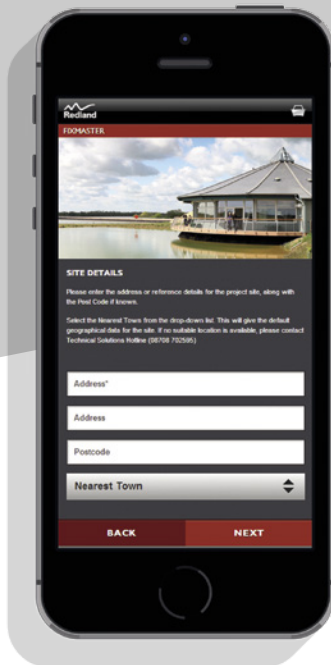 Redland
FIXMASTER
SITE DETAILS
Please enter the address or reference details for the project site, along with
the Post Code if known.
Select the Nearest Town from the drop-down list. This will give the default
geographical data for the site. If no suitable location is available, please contact
Technical Solutions Hotline (08708 702595)
Address*
Address
Postcode
Nearest Town
BACK
NEXT